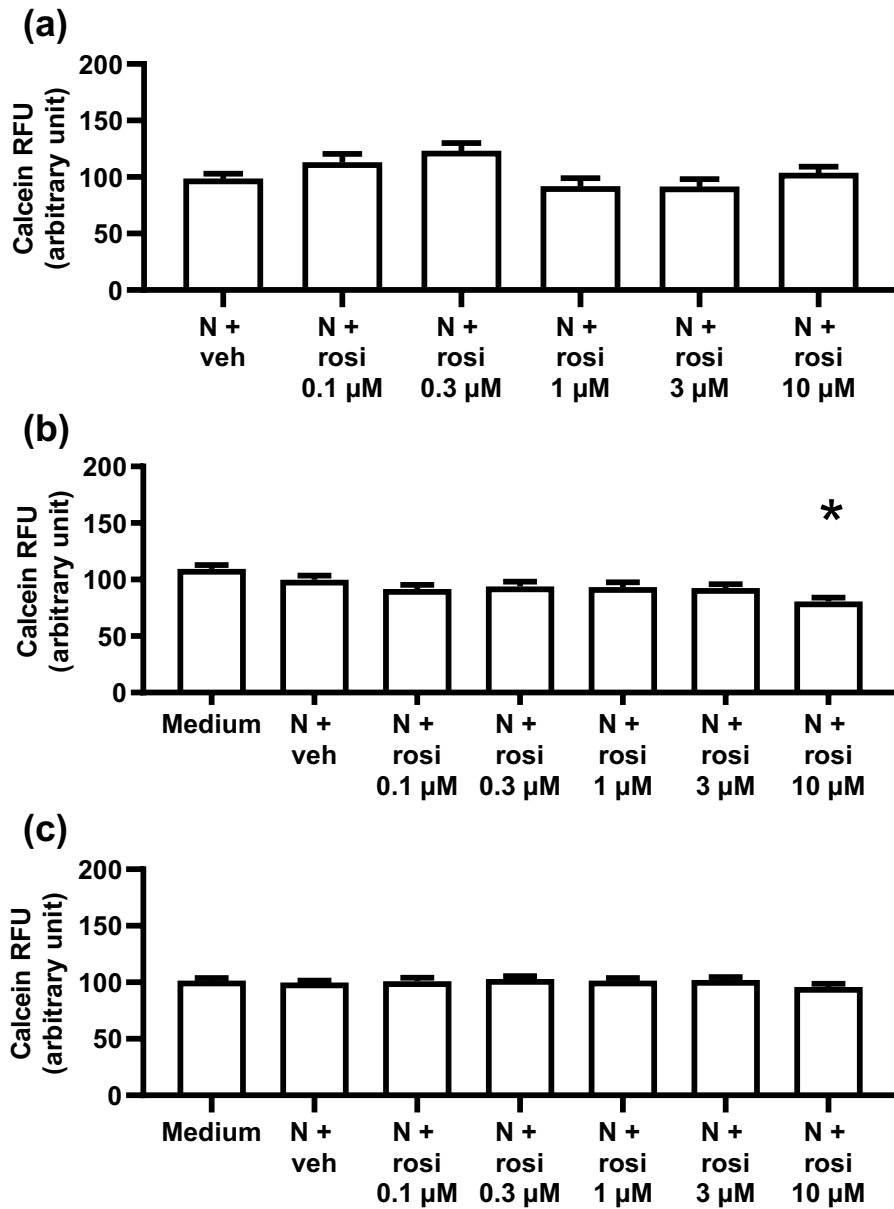 (a)
Calcein RFU
(arbitrary unit)
200
150
100
50
0
N + veh
N + rosi 0.1 µM
N + rosi 0.3 µM
N + rosi 1 µM
N + rosi 3 µM
N + rosi 10 µM
(b)
Calcein RFU
(arbitrary unit)
200
150
100
50
0
*
Medium
N + veh
N + rosi 0.1 µM
N + rosi 0.3 µM
N + rosi 1 µM
N + rosi 3 µM
N + rosi 10 µM
(c)
Calcein RFU
(arbitrary unit)
200
150
100
50
0
Medium
N + veh
N + rosi 0.1 µM
N + rosi 0.3 µM
N + rosi 1 µM
N + rosi 3 µM
N + rosi 10 µM